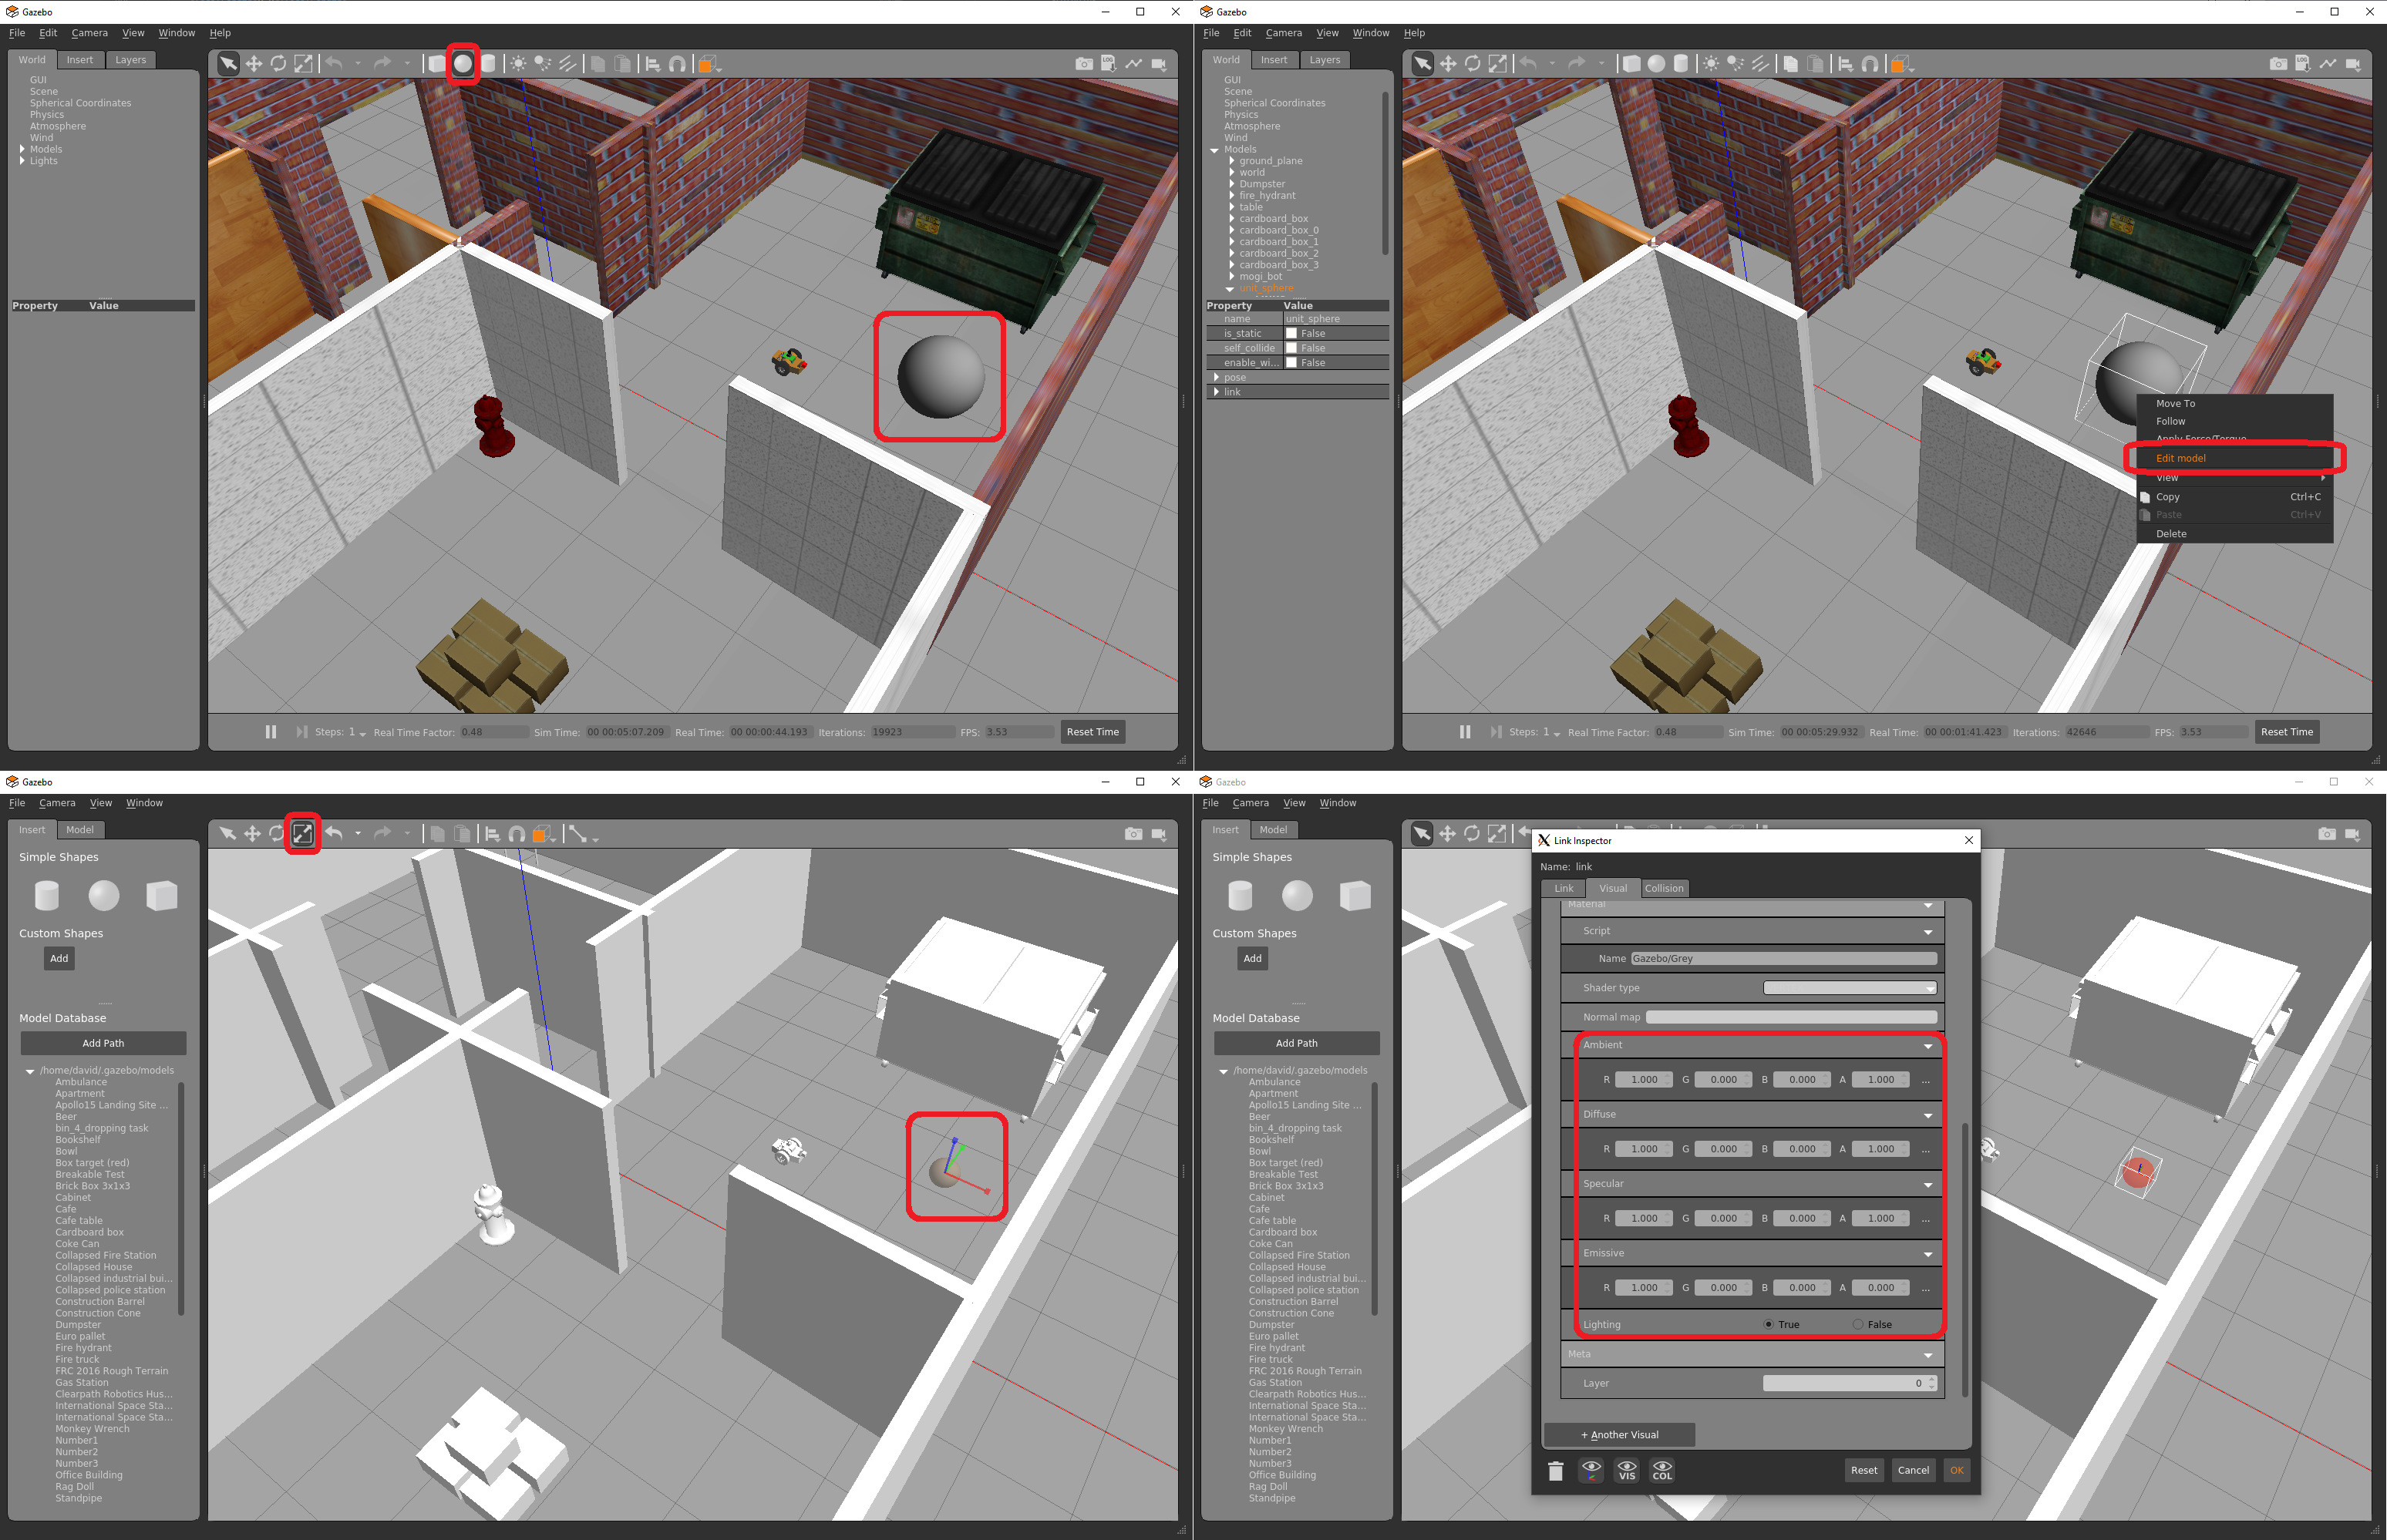 Gazebo
File Edit Camera View Window Help
World Insert Layers
GUI
Scene
Spherical Coordinates
Physics
Atmosphere
Wind
Models
Lights
Property Value
Steps: 1 Real Time Factor: 0.48 Sim Time: 00 00:05:07.209 Real Time: 00 00:00:44.193 Iterations: 19923 FPS: 3.53 Reset Time
Gazebo
File Edit Camera View Window Help
World Insert Layers
GUI
Scene
Spherical Coordinates
Physics
Atmosphere
Wind
Models
ground_plane
world
Dumpster
fire_hydrant
table
cardboard_box
cardboard_box_0
cardboard_box_1
cardboard_box_2
cardboard_box_3
mogi_bot
unit_sphere
Property Value
name unit_sphere
is_static False
self_collide False
enable_wi... False
pose
link
Move To
Follow
Apply Force/Torque
Edit model
View
Copy Ctrl+C
Paste Ctrl+V
Delete
Steps: 1 Real Time Factor: 0.48 Sim Time: 00 00:05:29.932 Real Time: 00 00:01:41.423 Iterations: 42646 FPS: 3.53 Reset Time
Gazebo
File Camera View Window
Insert Model
Simple Shapes
Custom Shapes
Add
Model Database
Add Path
/home/david/.gazebo/models
Ambulance
Apartment
Apollo15 Landing Site ...
Beer
bin_4_dropping task
Bookshelf
Bowl
Box target (red)
Breakable Test
Brick Box 3x1x3
Cabinet
Cafe
Cafe table
Cardboard box
Coke Can
Collapsed Fire Station
Collapsed House
Collapsed industrial bui...
Collapsed police station
Construction Barrel
Construction Cone
Dumpster
Euro pallet
Fire hydrant
Fire truck
FRC 2016 Rough Terrain
Gas Station
Clearpath Robotics Hus...
International Space Sta...
International Space Sta...
Monkey Wrench
Number1
Number2
Number3
Office Building
Rag Doll
Standpipe
Gazebo
File Camera View Window
Insert Model
Simple Shapes
Custom Shapes
Add
Model Database
Add Path
/home/david/.gazebo/models
Ambulance
Apartment
Apollo15 Landing Site ...
Beer
bin_4_dropping task
Bookshelf
Bowl
Box target (red)
Breakable Test
Brick Box 3x1x3
Cabinet
Cafe
Cafe table
Cardboard box
Coke Can
Collapsed Fire Station
Collapsed House
Collapsed industrial bui...
Collapsed police station
Construction Barrel
Construction Cone
Dumpster
Euro pallet
Fire hydrant
Fire truck
FRC 2016 Rough Terrain
Gas Station
Clearpath Robotics Hus...
International Space Sta...
International Space Sta...
Monkey Wrench
Number1
Number2
Number3
Office Building
Rag Doll
Standpipe
Link Inspector
Name: link
Link Visual Collision
Material
Script
Name Gazebo/Grey
Shader type
Normal map
Ambient
R 1.000 G 0.000 B 0.000 A 1.000 ...
Diffuse
R 1.000 G 0.000 B 0.000 A 1.000 ...
Specular
R 1.000 G 0.000 B 0.000 A 1.000 ...
Emissive
R 1.000 G 0.000 B 0.000 A 0.000 ...
Lighting True False
Meta
Layer 0
+ Another Visual
VIS COL Reset Cancel OK